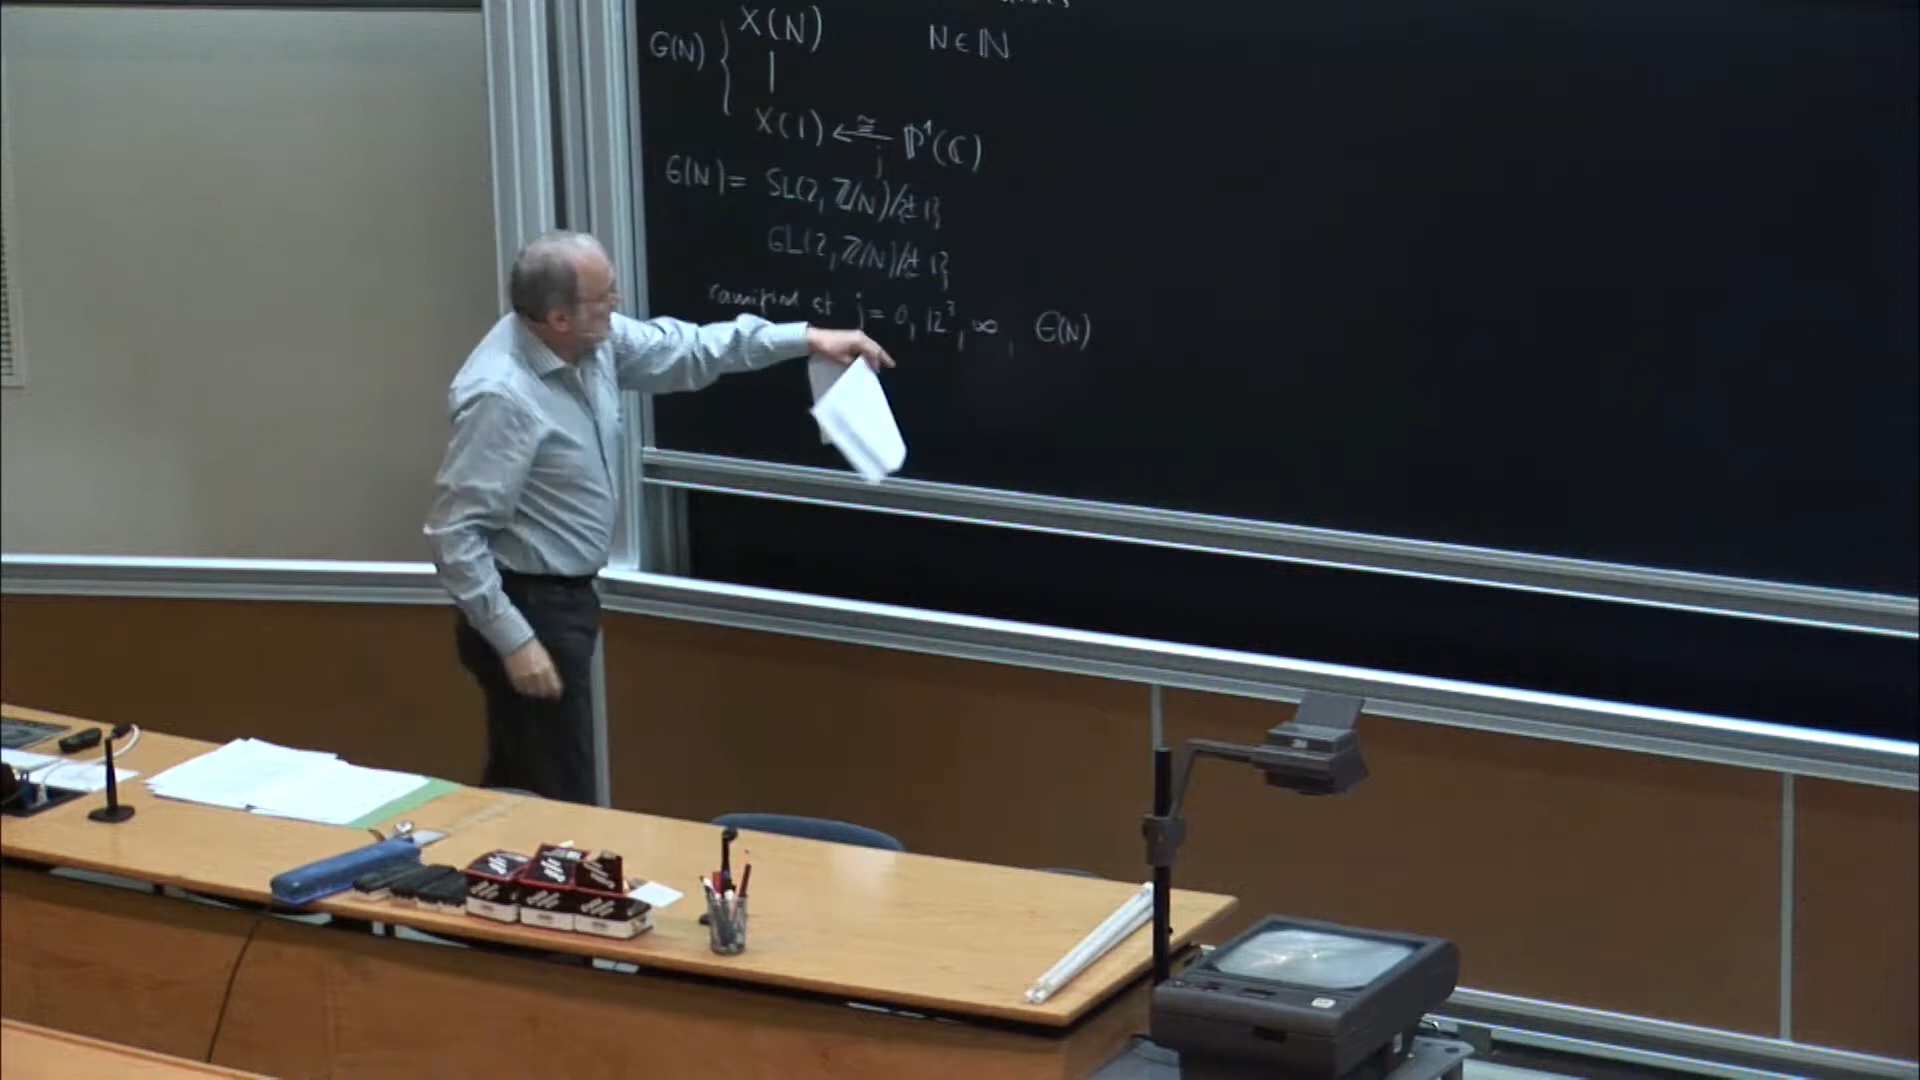 G(N) { X(N) N ∈ ℕ
|
X(1) ⟵ ≅ j ℙ¹(ℂ)
G(N) = SL(2, ℤ/N)/{±1}
GL(2, ℤ/N)/{±1}
ramified at j = 0, 12³, ∞, G(N)